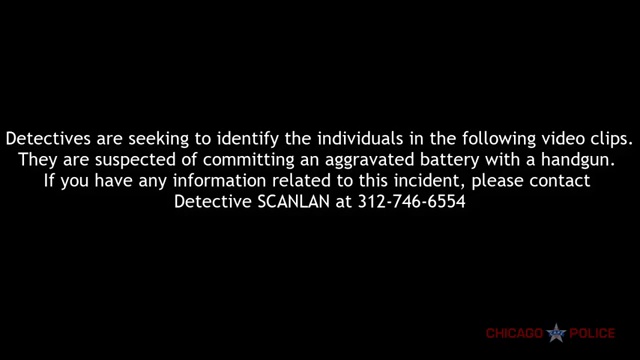 Detectives are seeking to identify the individuals in the following video clips.
They are suspected of committing an aggravated battery with a handgun.
If you have any information related to this incident, please contact
Detective SCANLAN at 312-746-6554
CHICAGO POLICE